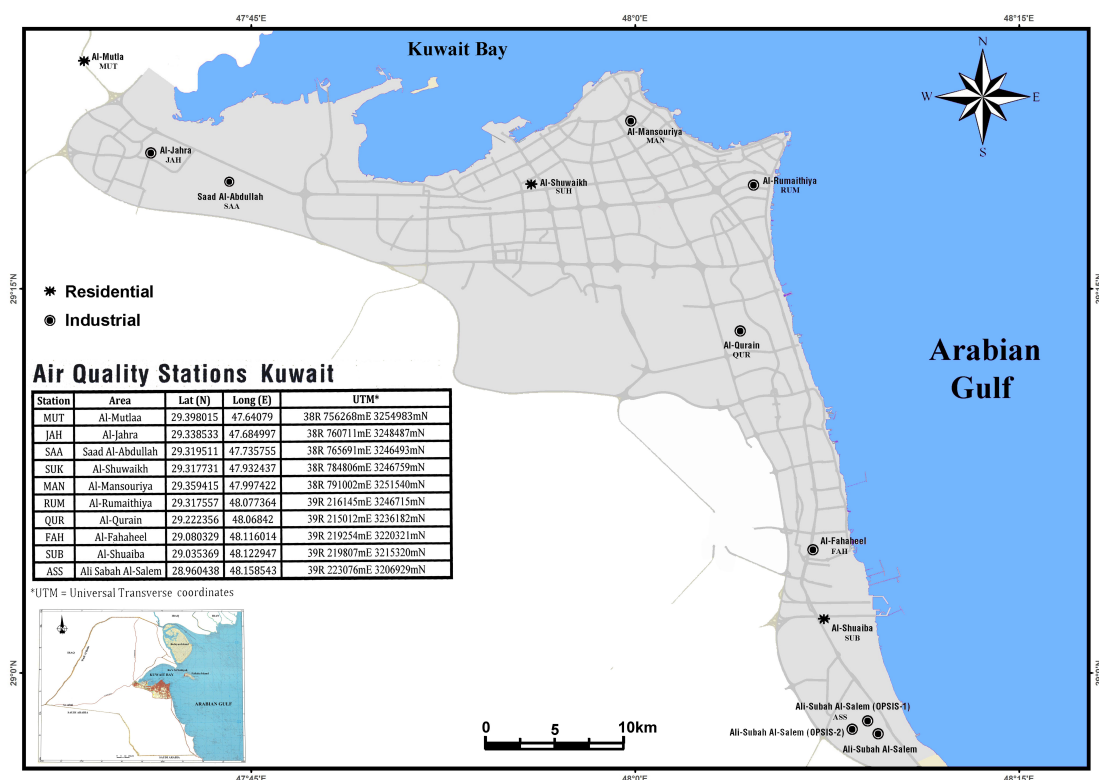 47°45'E 48°0'E 48°15'E
Kuwait Bay
Al-Mutla
MUT
N
W E
S
Al-Mansouriya
MAN
Al-Jahra
JAH
Al-Shuwaikh
SUH
Al-Rumaithiya
RUM
Saad Al-Abdullah
SAA
29°15'N
29°15'N
Residential
Industrial
Al-Qurain
QUR
Arabian
Gulf
Air Quality Stations Kuwait
Station Area Lat (N) Long (E) UTM*
MUT Al-Mutlaa 29.398015 47.64079 38R 756268mE 3254983mN
JAH Al-Jahra 29.338533 47.684997 38R 760711mE 3248487mN
SAA Saad Al-Abdullah 29.319511 47.735755 38R 765691mE 3246493mN
SUK Al-Shuwaikh 29.317731 47.932437 38R 784806mE 3246759mN
MAN Al-Mansouriya 29.359415 47.997422 38R 791002mE 3251540mN
RUM Al-Rumaithiya 29.317557 48.077364 39R 216145mE 3246715mN
QUR Al-Qurain 29.222356 48.06842 39R 215012mE 3236182mN
FAH Al-Fahaheel 29.080329 48.116014 39R 219254mE 3220321mN
SUB Al-Shuaiba 29.035369 48.122947 39R 219807mE 3215320mN
ASS Ali Sabah Al-Salem 28.960438 48.158543 39R 223076mE 3206929mN
*UTM = Universal Transverse coordinates
Al-Fahaheel
FAH
Al-Shuaiba
SUB
29°0'N
29°0'N
KUWAIT BAY
ARABIAN GULF
SAUDI ARABIA
Ali-Subah Al-Salem (OPSIS-1)
ASS
Ali-Subah Al-Salem (OPSIS-2)
Ali-Subah Al-Salem
0 5 10km
47°45'E 48°0'E 48°15'E